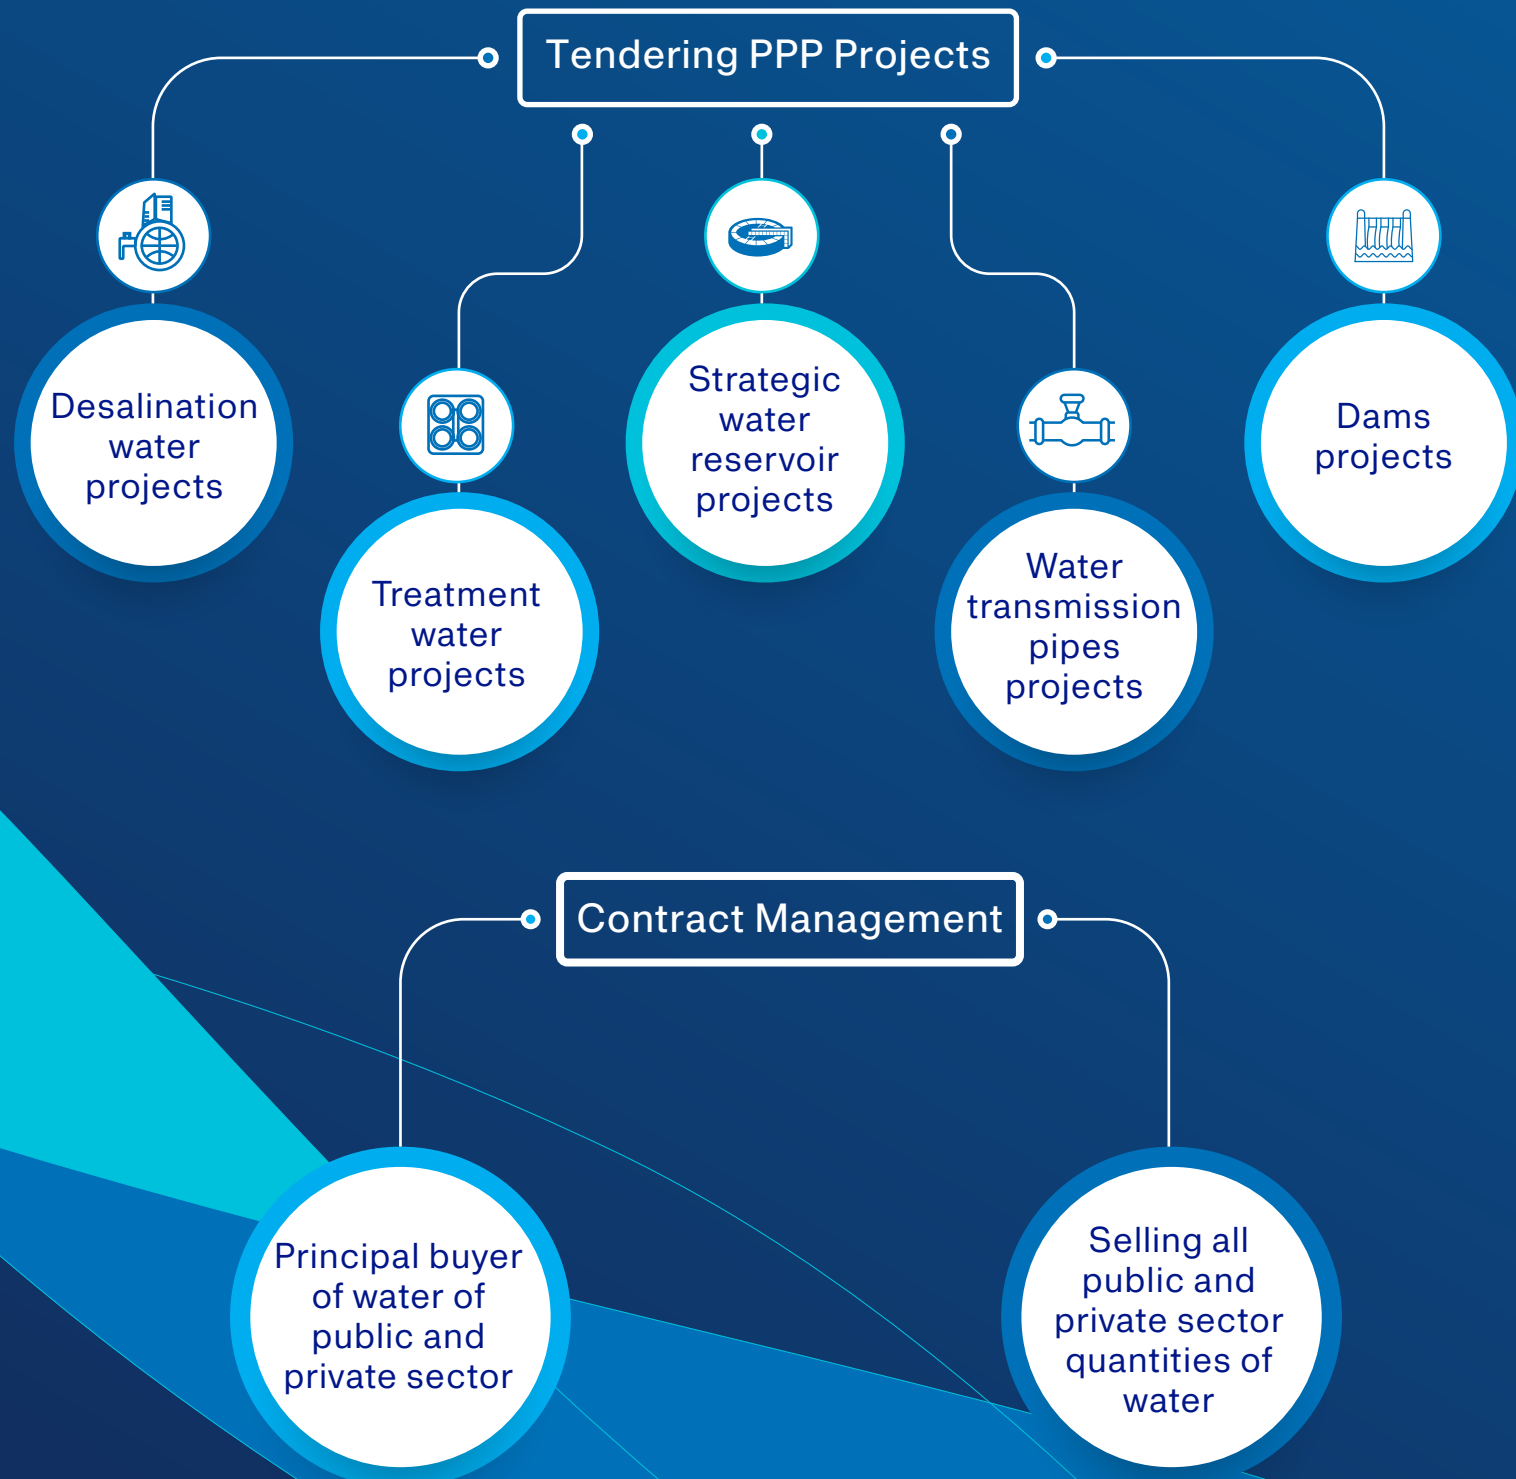 Tendering PPP Projects
Desalination
water
projects
Treatment
water
projects
Strategic
water
reservoir
projects
Water
transmission
pipes
projects
Dams
projects
Contract Management
Principal buyer
of water of
public and
private sector
Selling all
public and
private sector
quantities of
water